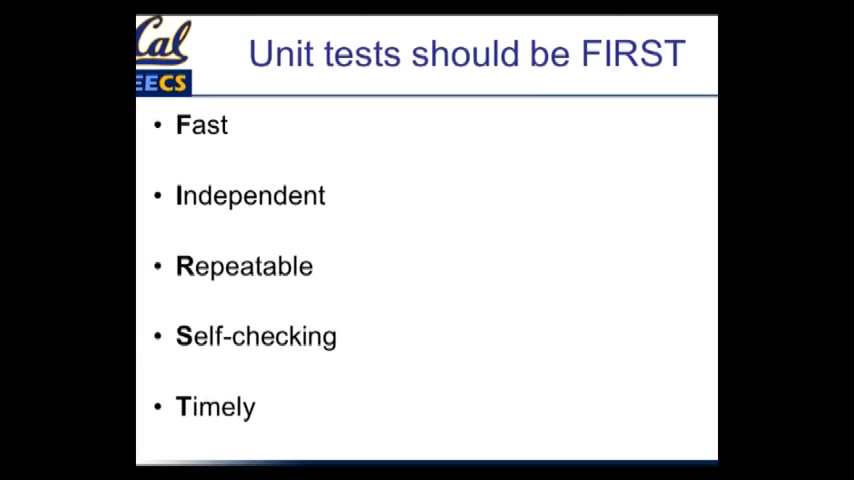 Cal
EECS
Unit tests should be FIRST
• Fast
• Independent
• Repeatable
• Self-checking
• Timely